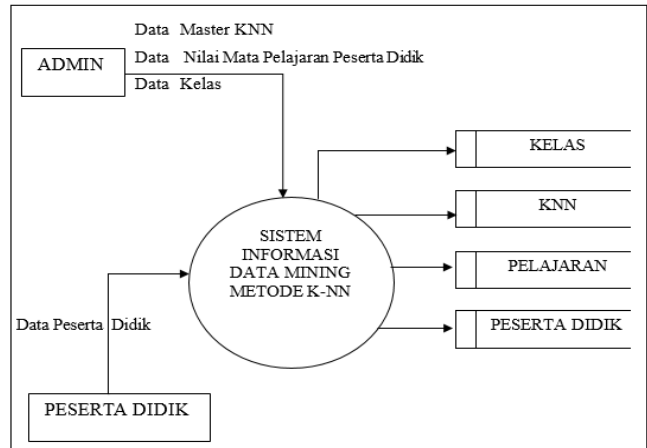 Data Master KNN
ADMIN
Data Nilai Mata Pelajaran Peserta Didik
Data Kelas
KELAS
KNN
SISTEM
INFORMASI
DATA MINING
METODE K-NN
PELAJARAN
PESERTA DIDIK
Data Peserta Didik
PESERTA DIDIK